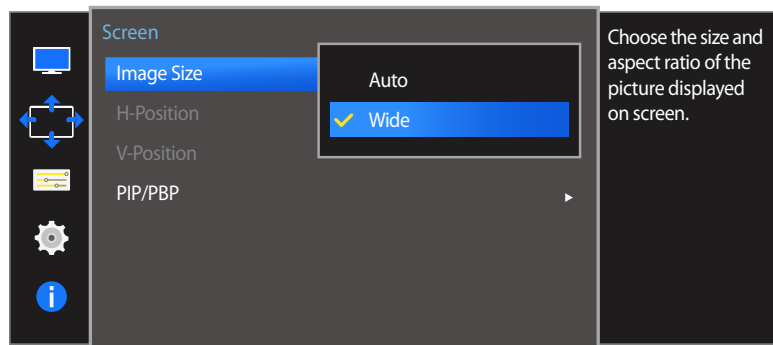 Screen
Image Size
Auto
Wide
H-Position
V-Position
PIP/PBP
Choose the size and
aspect ratio of the
picture displayed
on screen.